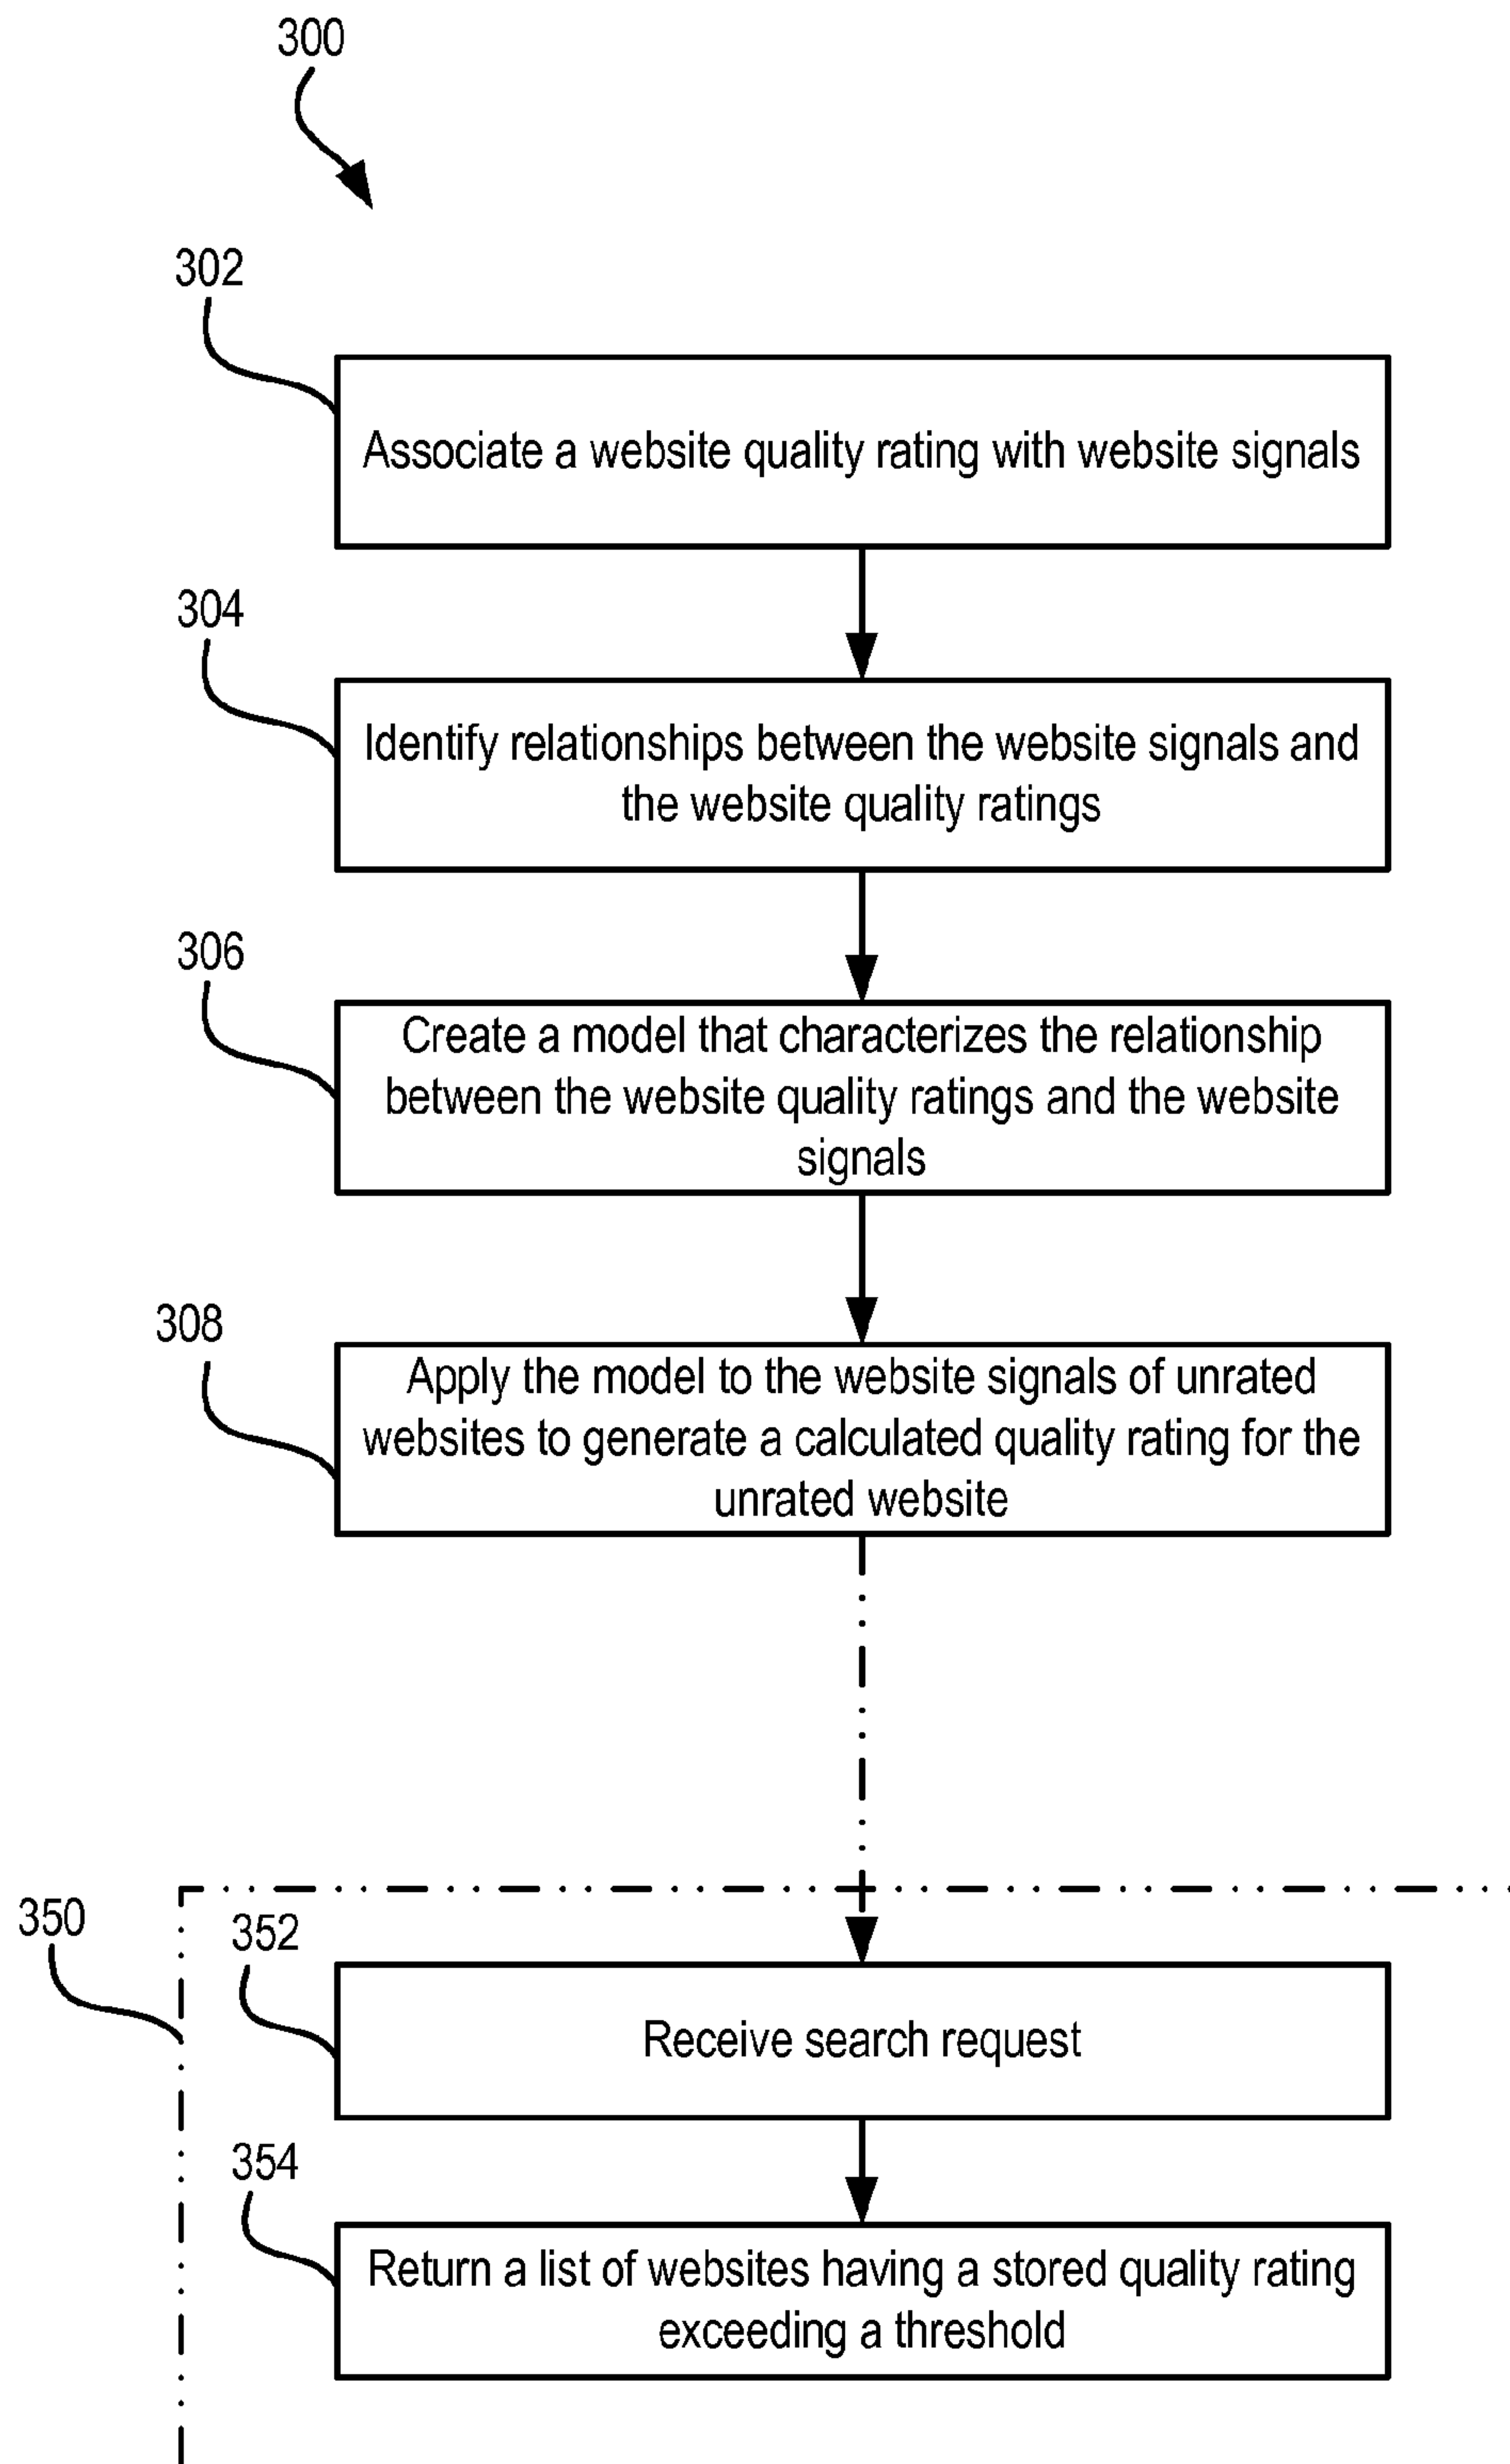 300
302
Associate a website quality rating with website signals
304
Identify relationships between the website signals and
the website quality ratings
306
Create a model that characterizes the relationship
between the website quality ratings and the website
signals
308
Apply the model to the website signals of unrated
websites to generate a calculated quality rating for the
unrated website
350
352
Receive search request
354
Return a list of websites having a stored quality rating
exceeding a threshold